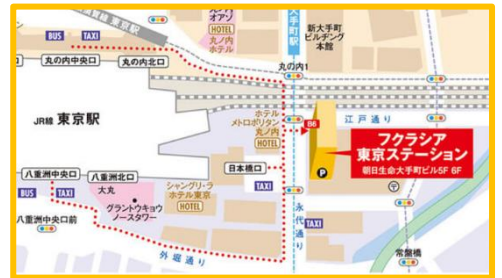 丸の内
オアゾ
HOTEL
丸ノ内
ホテル
大手町駅
新大手町
ビルヂング
本館
BUS
TAXI
丸の内中央口
丸の内北口
丸の内1
JR線 東京駅
ホテル
メトロポリタン
丸ノ内
HOTEL
B6
江戸通り
フクラシア
東京ステーション
朝日生命大手町ビル5F 6F
P
日本橋口
TAXI
八重洲中央口
八重洲北口
BUS
TAXI
大丸
グラントウキョウ
ノースタワー
シャングリ・ラ
ホテル東京
HOTEL
永代通り
TAXI
八重洲中央口前
外堀通り
常盤橋